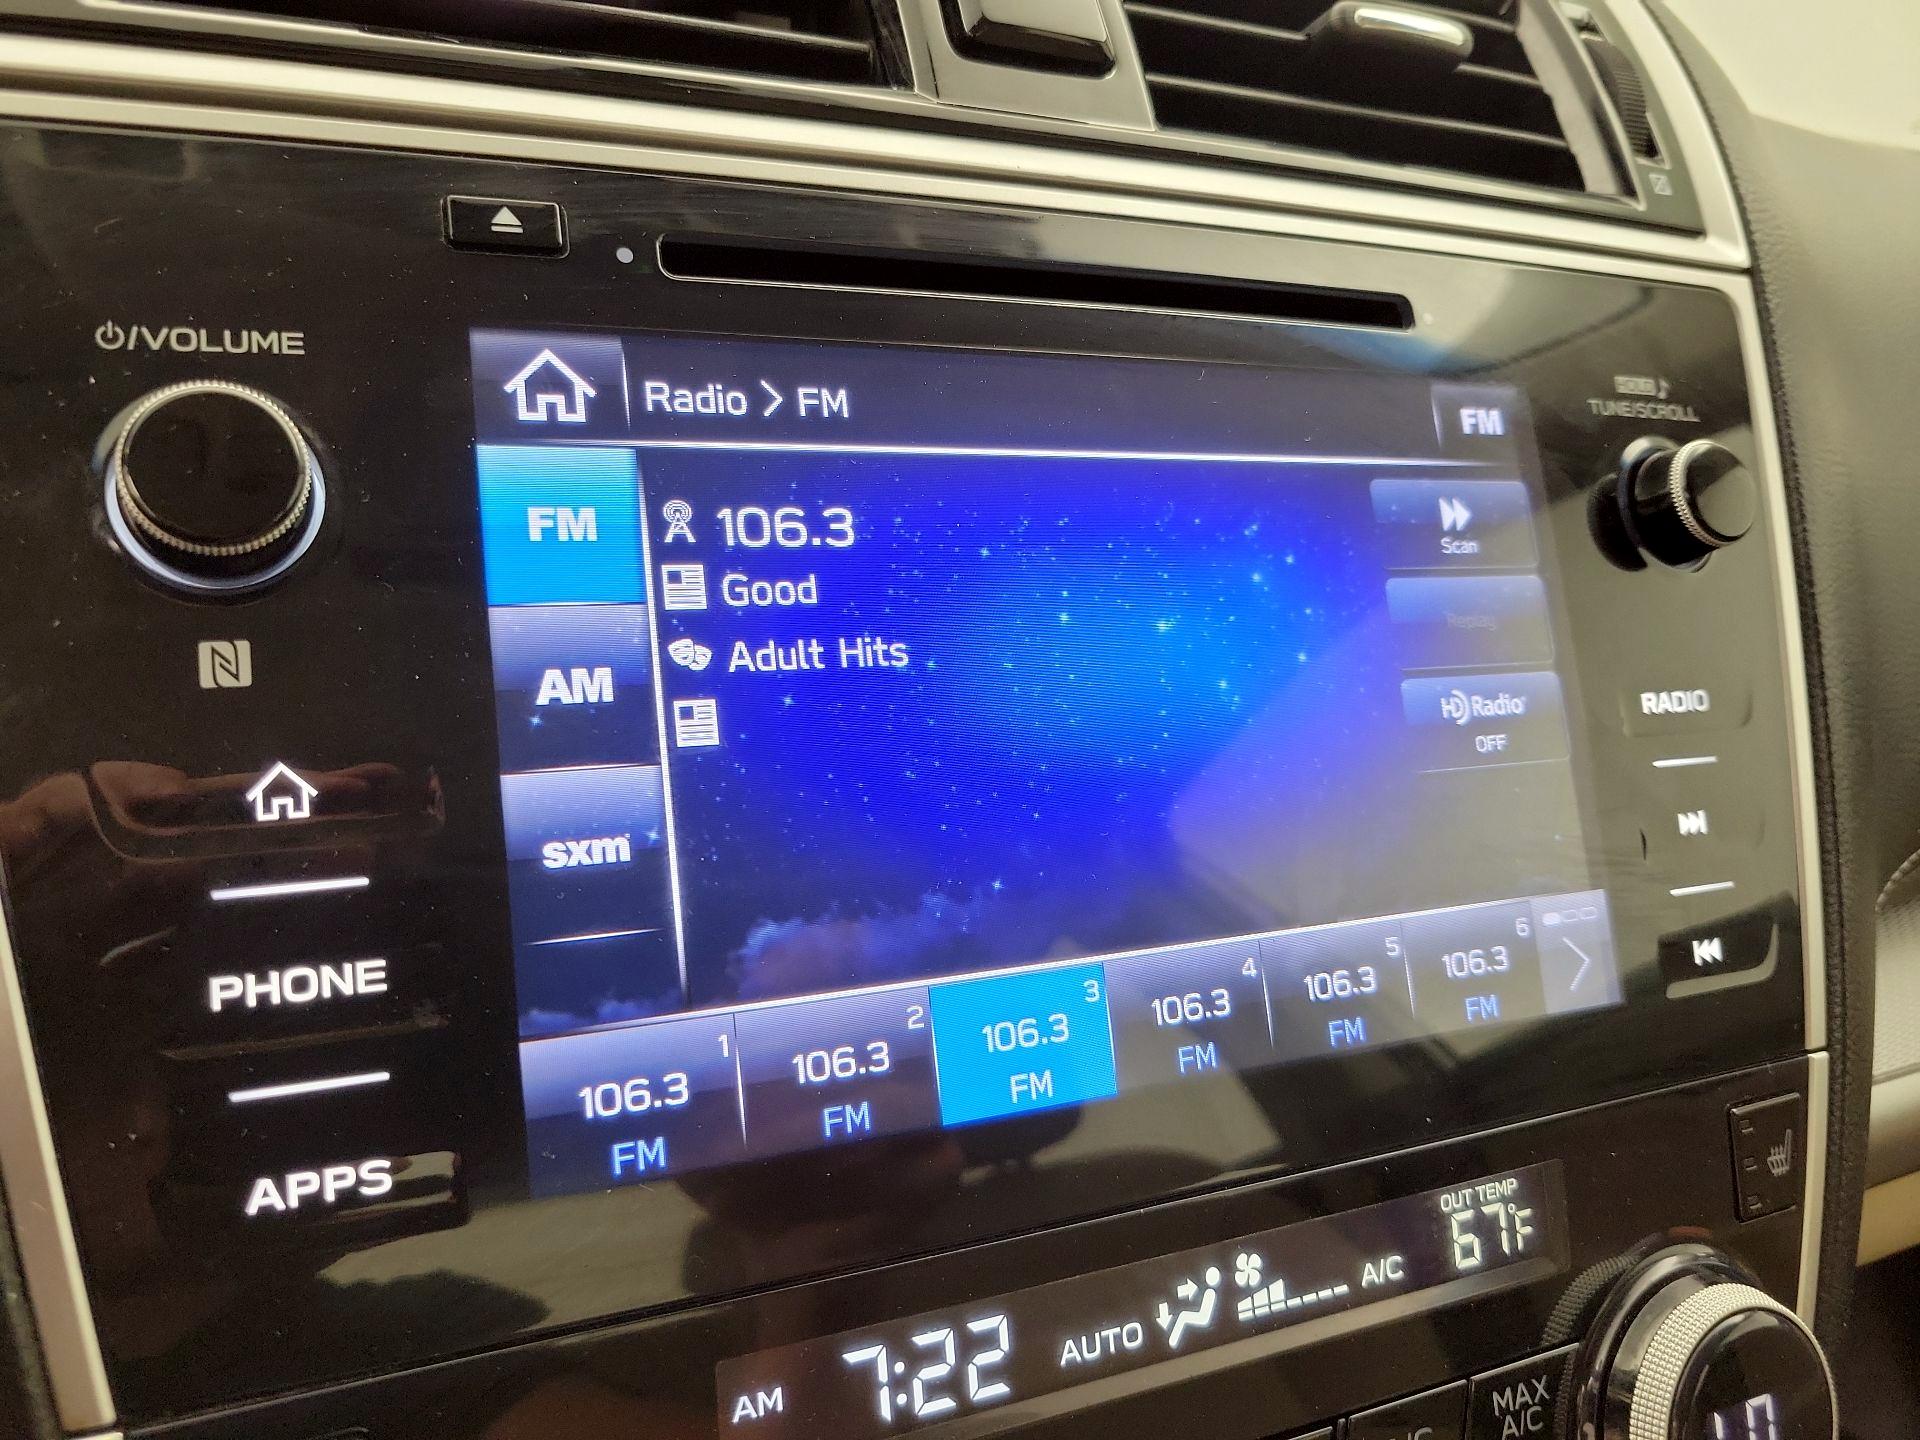 ⏻/VOLUME
Radio > FM
FM
TUNE/SCROLL
FM
106.3
Scan
Good
Replay
AM
Adult Hits
HD Radio
OFF
RADIO
sxm
PHONE
1
106.3
FM
2
106.3
FM
3
106.3
FM
4
106.3
FM
5
106.3
FM
6
106.3
FM
APPS
OUT TEMP
67°F
AM 7:22 AUTO A/C
MAX
A/C